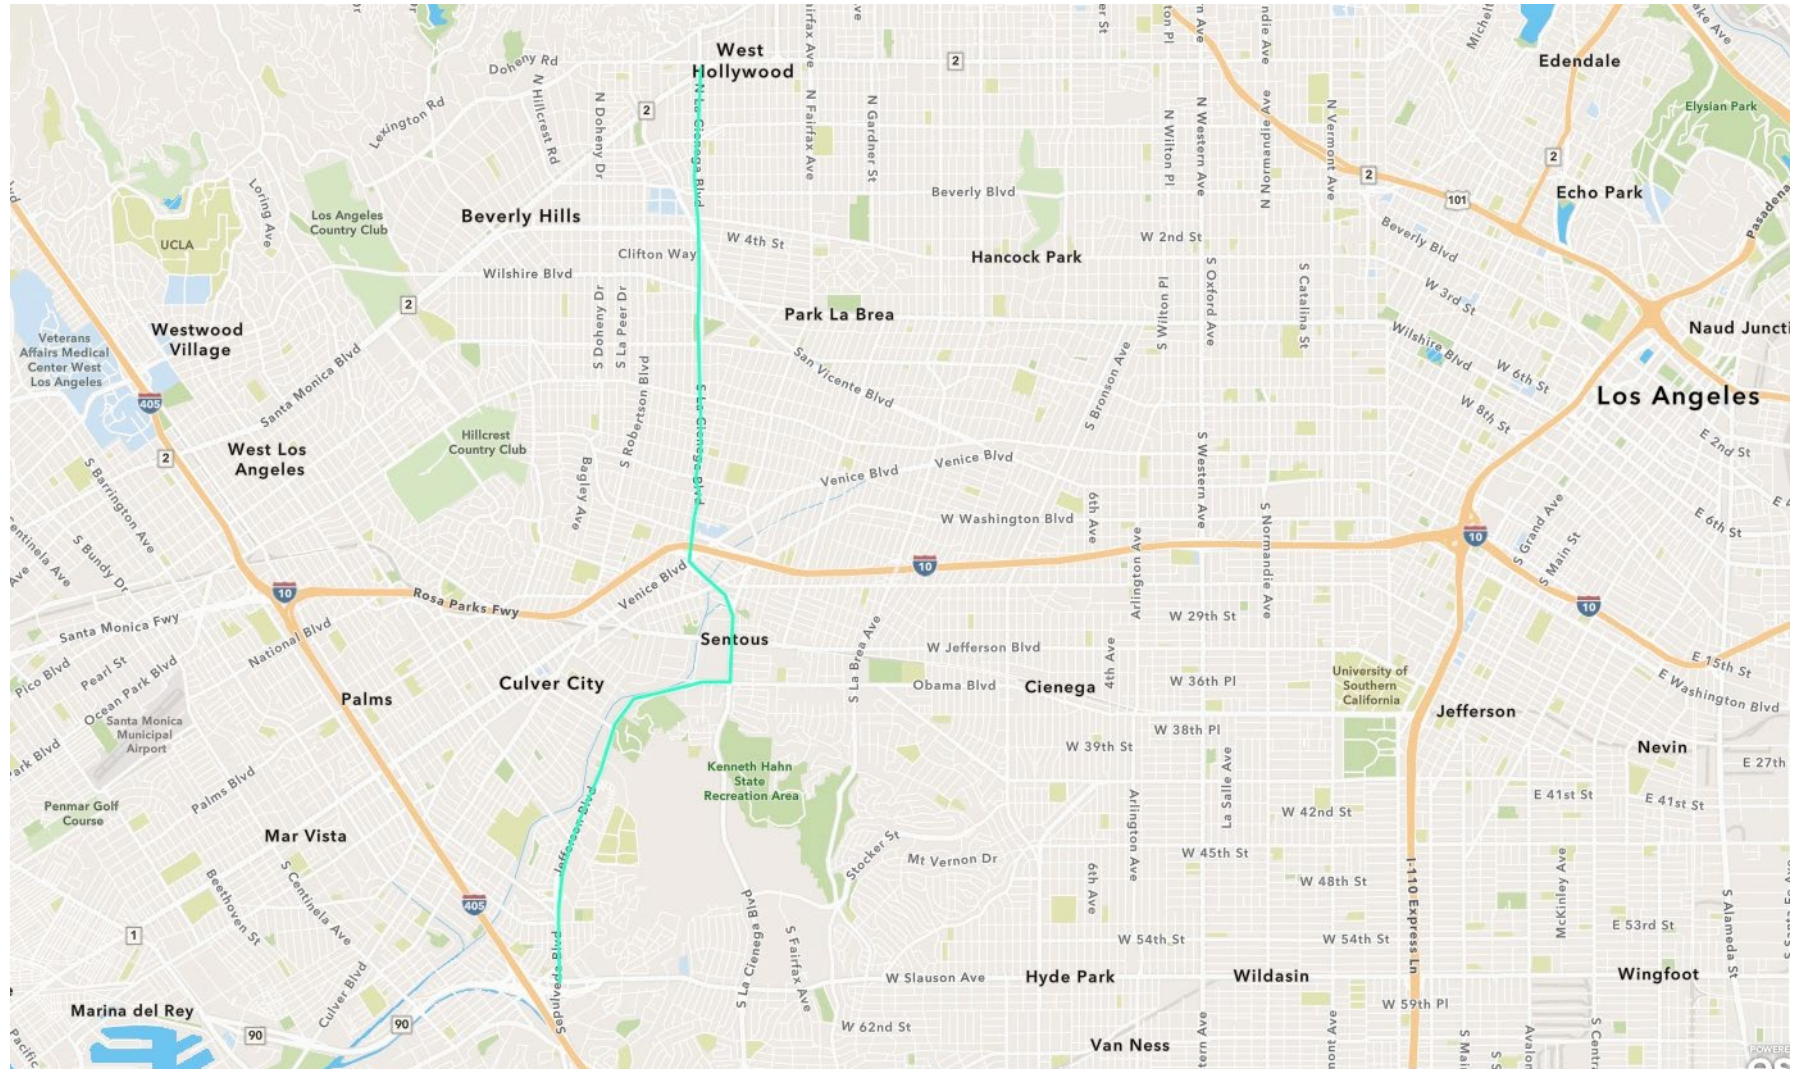 West
Hollywood
Doheny Rd
N Hillcrest Rd
N Doheny Dr
Lexington Rd
2
2
N La Cienega Blvd
N Fairfax Ave
N Gardner St
N Wilton Pl
N Western Ave
N Normandie Ave
N Vermont Ave
Edendale
Elysian Park
2
2
101
Echo Park
Pasadena
Loring Ave
Los Angeles
Country Club
UCLA
Beverly Hills
Beverly Blvd
Clifton Way
W 4th St
Wilshire Blvd
Hancock Park
W 2nd St
S Oxford Ave
S Catalina St
Beverly Blvd
W 3rd St
Wilshire Blvd
W 6th St
W 8th St
Naud Juncti
Los Angeles
E 2nd St
E 6th St
2
Westwood
Village
Veterans
Affairs Medical
Center West
Los Angeles
405
S Doheny Dr
S La Peer Dr
S Robertson Blvd
Park La Brea
San Vicente Blvd
S Wilton Pl
S Bronson Ave
Santa Monica Blvd
Hillcrest
Country Club
West Los
Angeles
2
S Barrington Ave
S Bundy Dr
Bagley Ave
S La Cienega Blvd
Venice Blvd
Venice Blvd
W Washington Blvd
6th Ave
S Western Ave
S Normandie Ave
Arlington Ave
10
10
10
10
S Grand Ave
S Main St
Rosa Parks Fwy
Venice Blvd
Santa Monica Fwy
National Blvd
Pico Blvd
Pearl St
Ocean Park Blvd
Sentous
S La Brea Ave
W Jefferson Blvd
W 29th St
4th Ave
W 36th Pl
Obama Blvd
Cienega
University of
Southern
California
Jefferson
E 15th St
E Washington Blvd
Culver City
Palms
Santa Monica
Municipal
Airport
Park Blvd
Palms Blvd
Penmar Golf
Course
Mar Vista
Kenneth Hahn
State
Recreation Area
W 38th Pl
W 39th St
La Salle Ave
Nevin
E 27th
E 41st St
E 41st St
W 42nd St
Arlington Ave
Jefferson Blvd
Stocker St
Mt Vernon Dr
W 45th St
6th Ave
W 48th St
I-110 Express Ln
McKinley Ave
S Alameda St
E 53rd St
Beethoven St
S Centinela Ave
405
1
Culver Blvd
Sepulveda Blvd
S La Cienega Blvd
S Fairfax Ave
W 54th St
W 54th St
W Slauson Ave
Hyde Park
Wildasin
Wingfoot
W 59th Pl
Marina del Rey
90
90
Pacific
W 62nd St
Van Ness
S Centra
Avalon
POWERE